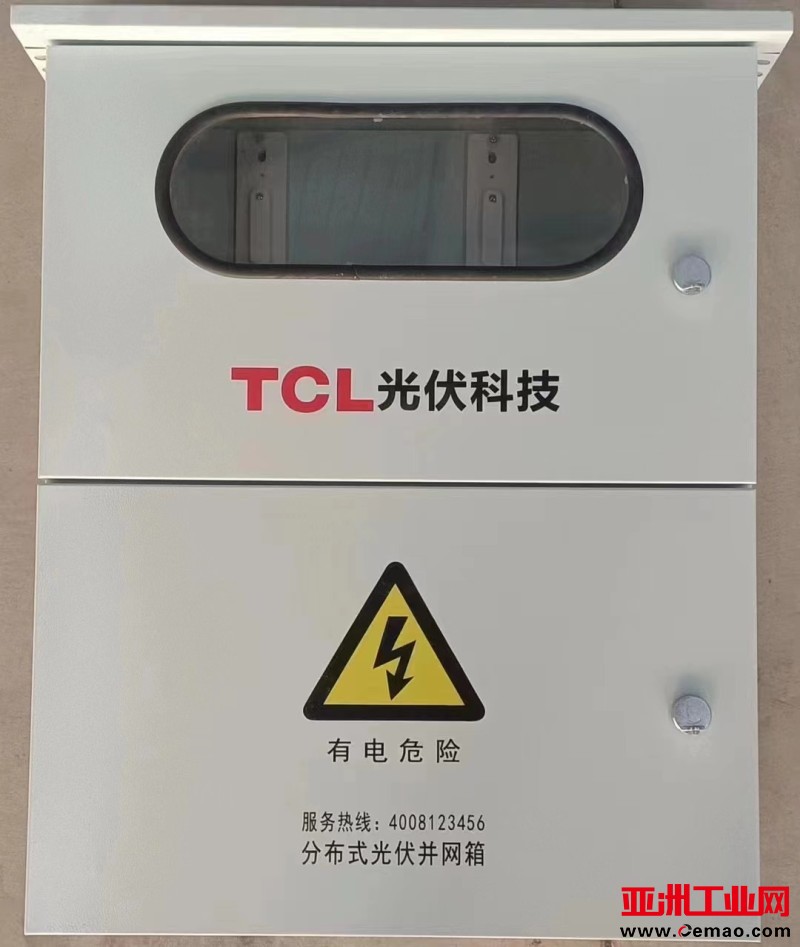 TCL光伏科技
有电危险
服务热线：4008123456
分布式光伏并网箱
亚洲工业网
www.Cemao.com